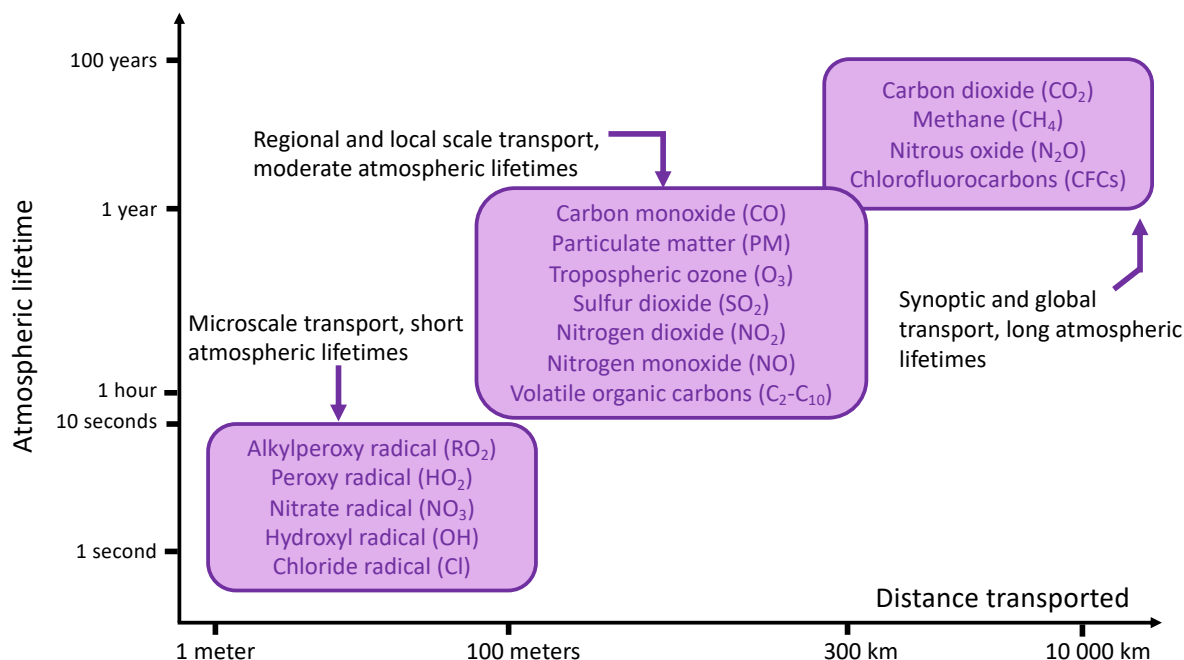 100 years
Carbon dioxide (CO₂)
Methane (CH₄)
Nitrous oxide (N₂O)
Chlorofluorocarbons (CFCs)
Regional and local scale transport,
moderate atmospheric lifetimes
1 year
Carbon monoxide (CO)
Particulate matter (PM)
Tropospheric ozone (O₃)
Sulfur dioxide (SO₂)
Nitrogen dioxide (NO₂)
Nitrogen monoxide (NO)
Volatile organic carbons (C₂-C₁₀)
Synoptic and global
transport, long atmospheric
lifetimes
Atmospheric lifetime
Microscale transport, short
atmospheric lifetimes
1 hour
10 seconds
Alkylperoxy radical (RO₂)
Peroxy radical (HO₂)
Nitrate radical (NO₃)
Hydroxyl radical (OH)
Chloride radical (Cl)
1 second
Distance transported
1 meter
100 meters
300 km
10 000 km